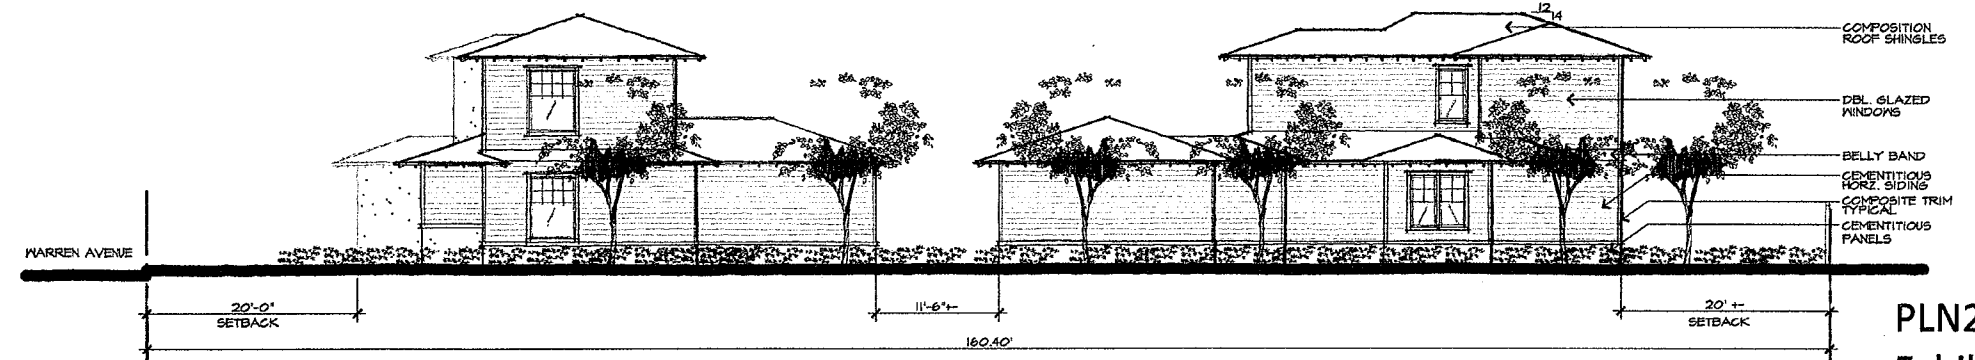 12
14
COMPOSITION
ROOF SHINGLES
DBL. GLAZED
WINDOWS
BELLY BAND
CEMENTITIOUS
HORZ. SIDING
COMPOSITE TRIM
TYPICAL
CEMENTITIOUS
PANELS
WARREN AVENUE
20'-0"
SETBACK
11'-6"+-
20' +-
SETBACK
160.40'
PLN2